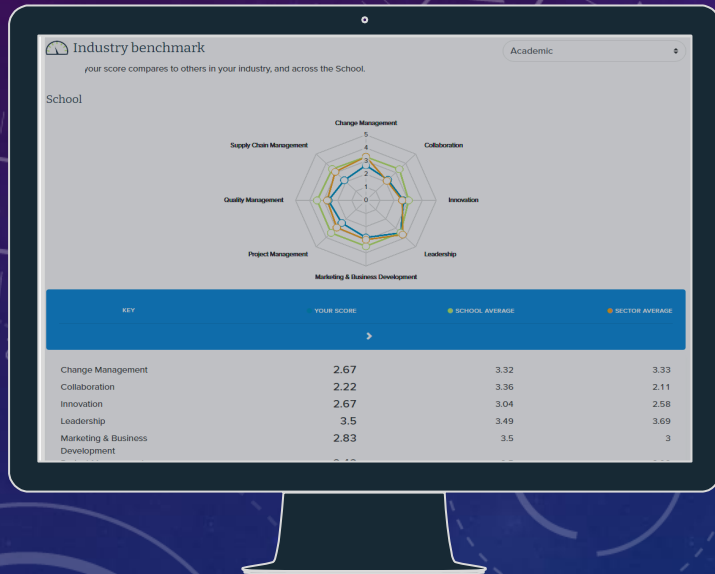 Industry benchmark
Academic
your score compares to others in your industry, and across the School.
School
Change Management
Supply Chain Management
Collaboration
5
4
3
2
1
0
Quality Management
Innovation
Project Management
Leadership
Marketing & Business Development
KEY YOUR SCORE SCHOOL AVERAGE SECTOR AVERAGE
Change Management 2.67 3.32 3.33
Collaboration 2.22 3.36 2.11
Innovation 2.67 3.04 2.58
Leadership 3.5 3.49 3.69
Marketing & Business 2.83 3.5 3
Development